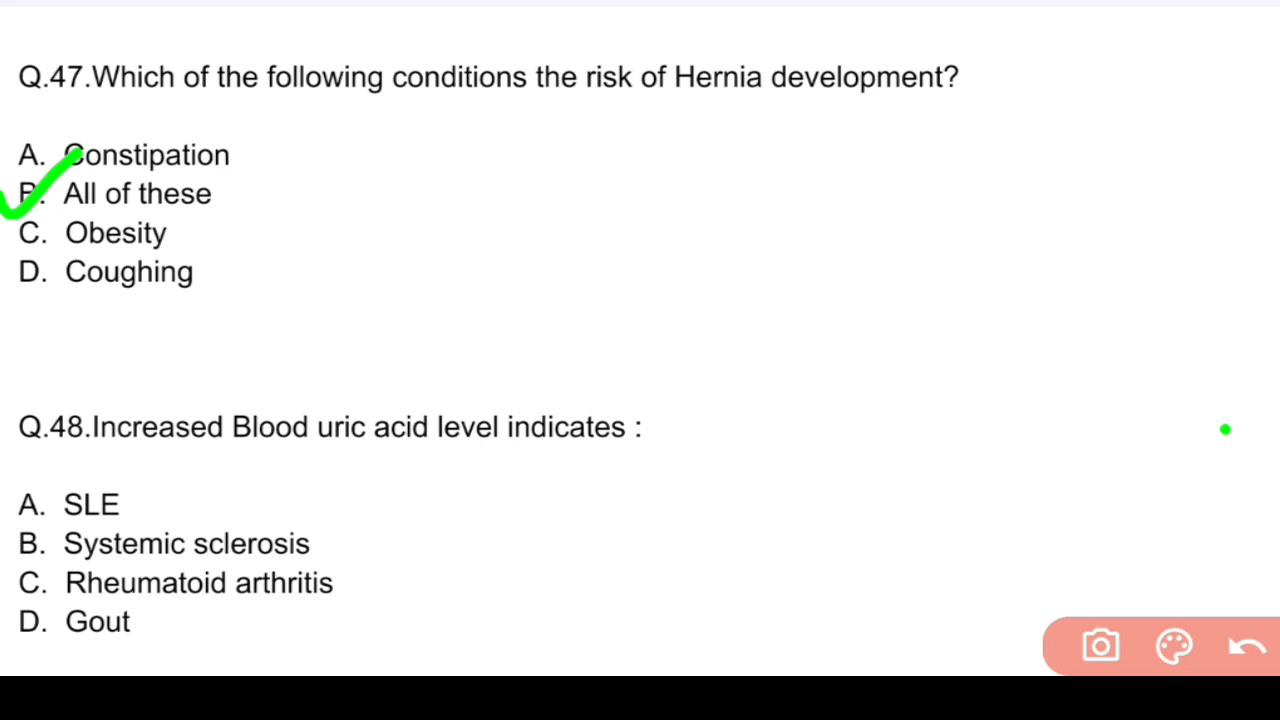 Q.47.Which of the following conditions the risk of Hernia development?
A. Constipation
B. All of these
C. Obesity
D. Coughing
Q.48.Increased Blood uric acid level indicates :
A. SLE
B. Systemic sclerosis
C. Rheumatoid arthritis
D. Gout